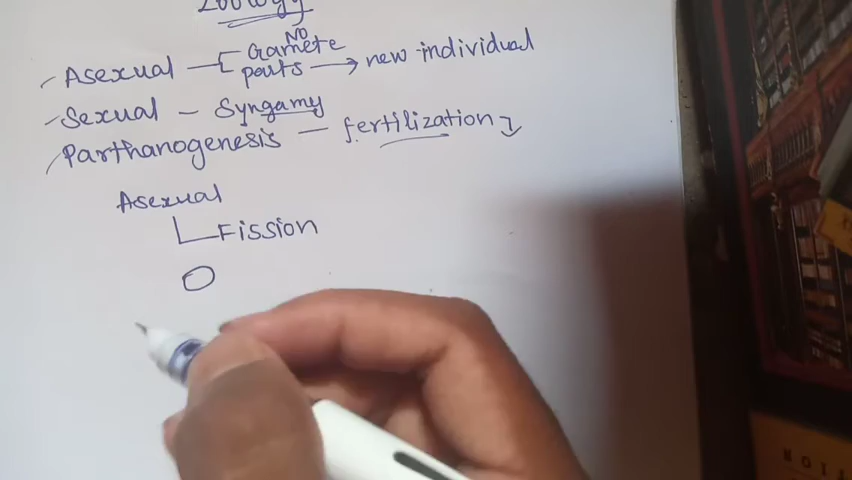 Zoology
NO
Asexual - Gamete
parts → new individual
Sexual - Syngamy
Parthanogenesis - fertilization
Asexual
Fission